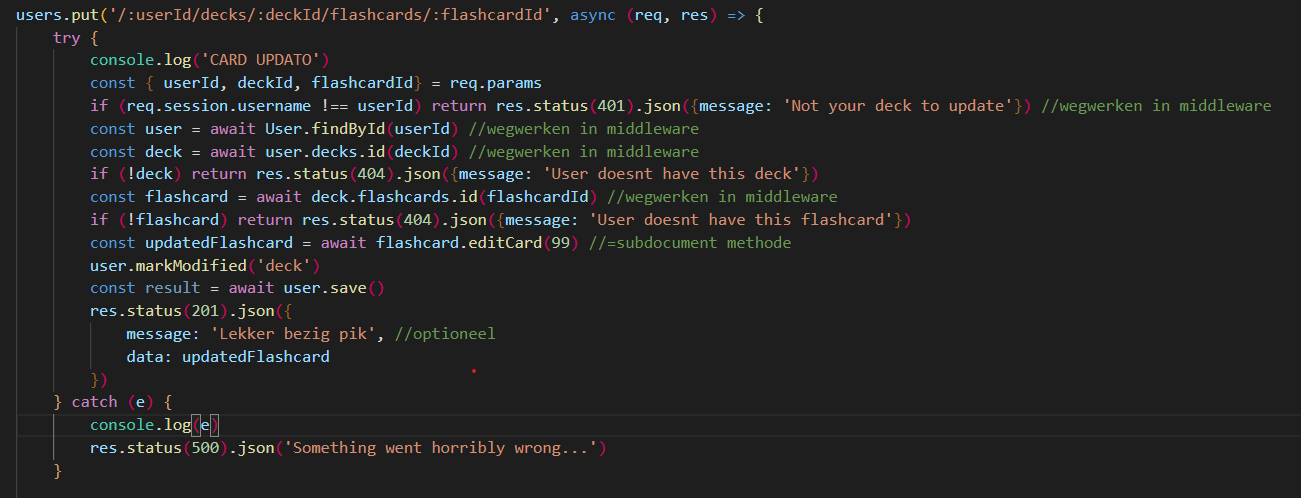 users.put('/:userId/decks/:deckId/flashcards/:flashcardId', async (req, res) => {
    try {
        console.log('CARD UPDATO')
        const { userId, deckId, flashcardId} = req.params
        if (req.session.username !== userId) return res.status(401).json({message: 'Not your deck to update'}) //wegwerken in middleware
        const user = await User.findById(userId) //wegwerken in middleware
        const deck = await user.decks.id(deckId) //wegwerken in middleware
        if (!deck) return res.status(404).json({message: 'User doesnt have this deck'})
        const flashcard = await deck.flashcards.id(flashcardId) //wegwerken in middleware
        if (!flashcard) return res.status(404).json({message: 'User doesnt have this flashcard'})
        const updatedFlashcard = await flashcard.editCard(99) //=subdocument methode
        user.markModified('deck')
        const result = await user.save()
        res.status(201).json({
            message: 'Lekker bezig pik', //optioneel
            data: updatedFlashcard
        })
    } catch (e) {
        console.log(e)
        res.status(500).json('Something went horribly wrong...')
    }